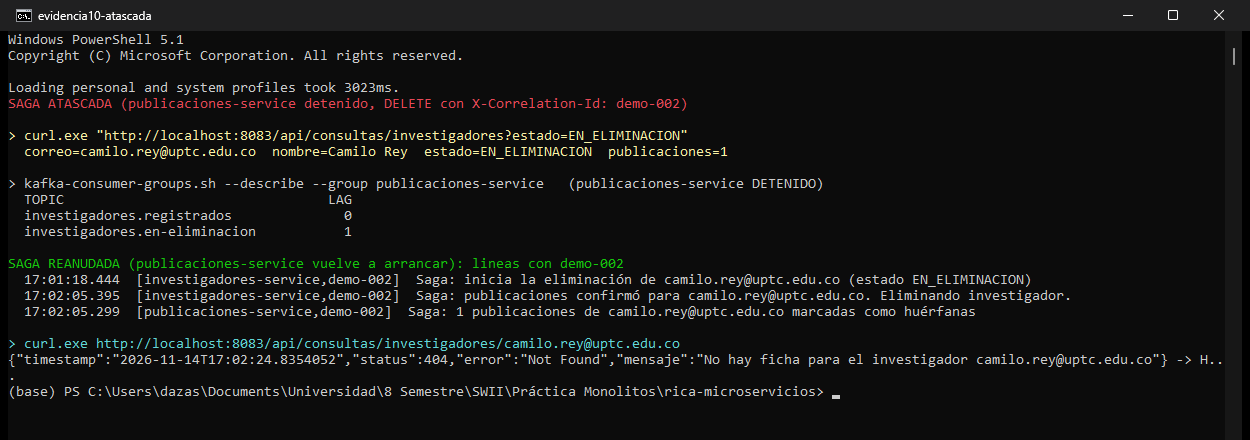 evidencia10-atascada
Windows PowerShell 5.1
Copyright (C) Microsoft Corporation. All rights reserved.
Loading personal and system profiles took 3023ms.
SAGA ATASCADA (publicaciones-service detenido, DELETE con X-Correlation-Id: demo-002)
> curl.exe "http://localhost:8083/api/consultas/investigadores?estado=EN_ELIMINACION"
correo=camilo.rey@uptc.edu.co  nombre=Camilo Rey  estado=EN_ELIMINACION  publicaciones=1
> kafka-consumer-groups.sh --describe --group publicaciones-service   (publicaciones-service DETENIDO)
TOPIC                                 LAG
investigadores.registrados              0
investigadores.en-eliminacion           1
SAGA REANUDADA (publicaciones-service vuelve a arrancar): lineas con demo-002
17:01:18.444  [investigadores-service,demo-002]  Saga: inicia la eliminación de camilo.rey@uptc.edu.co (estado EN_ELIMINACION)
17:02:05.395  [investigadores-service,demo-002]  Saga: publicaciones confirmó para camilo.rey@uptc.edu.co. Eliminando investigador.
17:02:05.299  [publicaciones-service,demo-002]  Saga: 1 publicaciones de camilo.rey@uptc.edu.co marcadas como huérfanas
> curl.exe http://localhost:8083/api/consultas/investigadores/camilo.rey@uptc.edu.co
{"timestamp":"2026-11-14T17:02:24.8354052","status":404,"error":"Not Found","mensaje":"No hay ficha para el investigador camilo.rey@uptc.edu.co"} -> H..
.
(base) PS C:\Users\dazas\Documents\Universidad\8 Semestre\SWII\Práctica Monolitos\rica-microservicios>